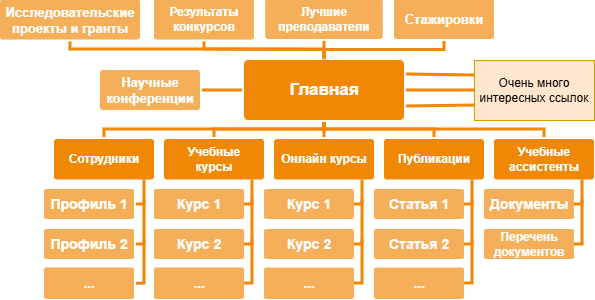 Исследовательские
проекты и гранты
Результаты
конкурсов
Лучшие
преподаватели
Стажировки
Научные
конференции
Главная
Очень много
интересных ссылок
Сотрудники
Учебные
курсы
Онлайн курсы
Публикации
Учебные
ассистенты
Профиль 1
Курс 1
Курс 1
Статья 1
Документы
Профиль 2
Курс 2
Курс 2
Статья 2
Перечень
документов
...
...
...
...